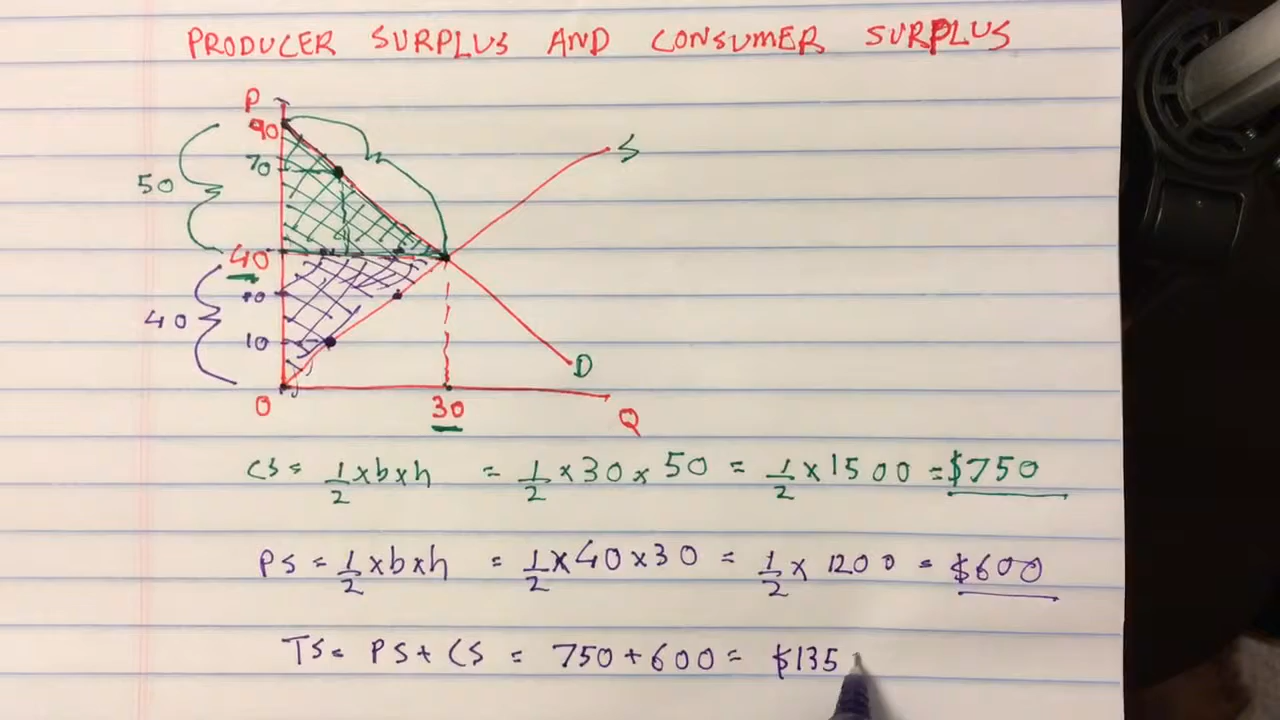 PRODUCER SURPLUS AND CONSUMER SURPLUS
P
90
70
50
40
40
10
0
30
Q
S
D
CS = 1/2 x b x h = 1/2 x 30 x 50 = 1/2 x 1500 = $750
PS = 1/2 x b x h = 1/2 x 40 x 30 = 1/2 x 1200 = $600
TS = PS + CS = 750 + 600 = $135